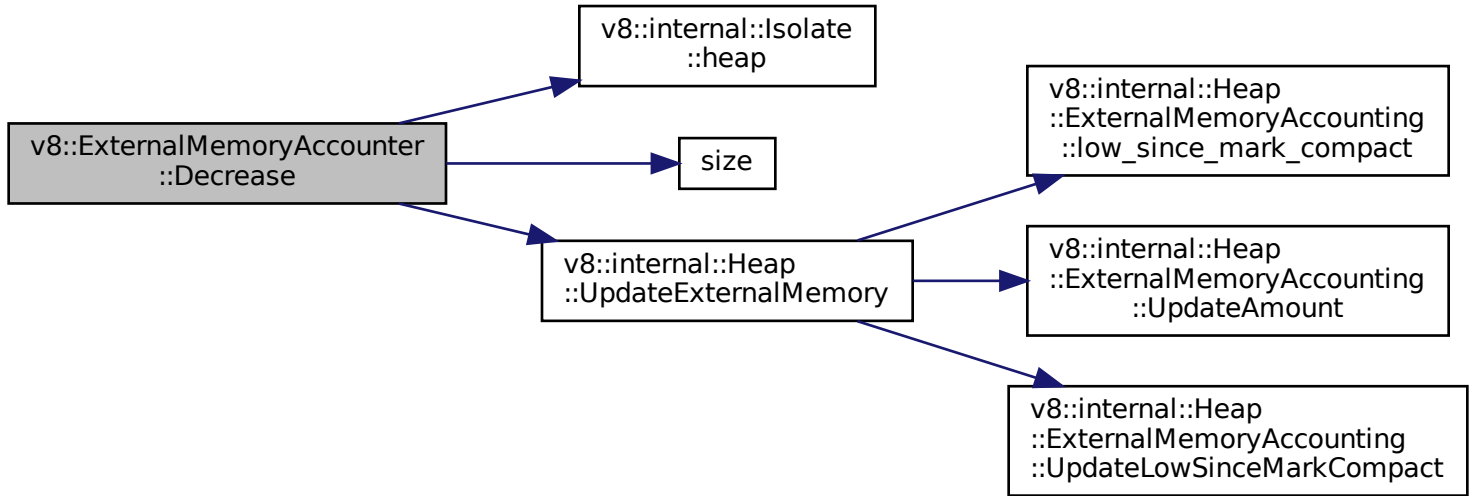 v8::ExternalMemoryAccounter
::Decrease
v8::internal::Isolate
::heap
size
v8::internal::Heap
::UpdateExternalMemory
v8::internal::Heap
::ExternalMemoryAccounting
::low_since_mark_compact
v8::internal::Heap
::ExternalMemoryAccounting
::UpdateAmount
v8::internal::Heap
::ExternalMemoryAccounting
::UpdateLowSinceMarkCompact